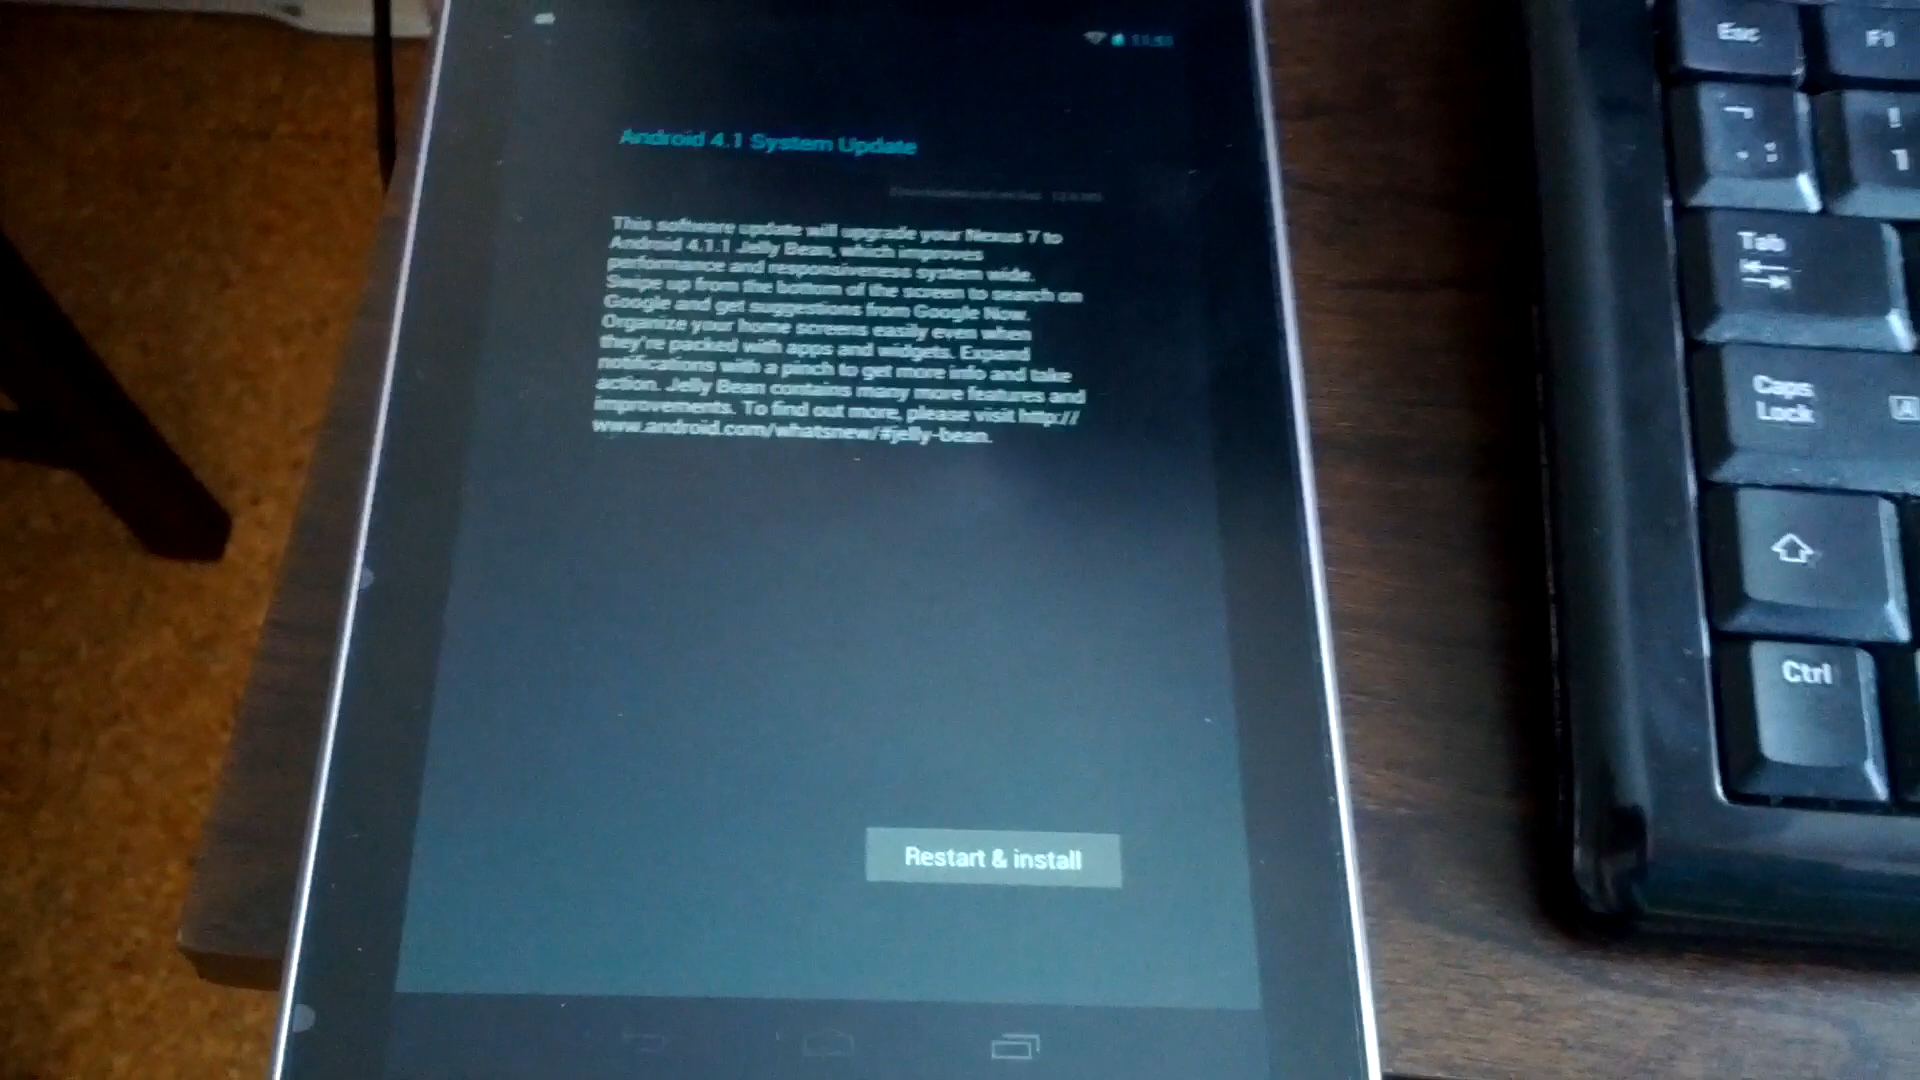 Android 4.1 System Update
This software update will upgrade your Nexus 7 to
Android 4.1.1 Jelly Bean, which improves
performance and responsiveness system wide.
Swipe up from the bottom of the screen to search on
Google and get suggestions from Google Now.
Organize your home screens easily even when
they're packed with apps and widgets. Expand
notifications with a pinch to get more info and take
action. Jelly Bean contains many more features and
improvements. To find out more, please visit http://
www.android.com/whatsnew/#jelly-bean.
Restart & install
Esc
F1
¬
!
1
Tab
Caps
Lock
A
Ctrl